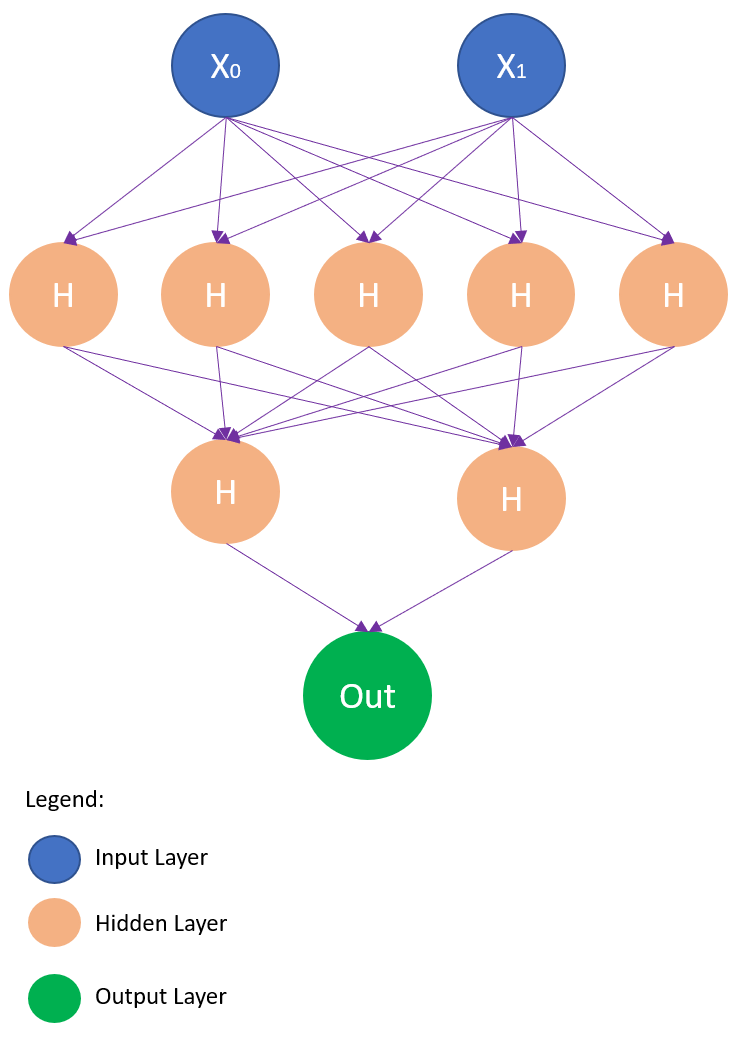 X0 X1
H H H H H
H H
Out
Legend:
Input Layer
Hidden Layer
Output Layer